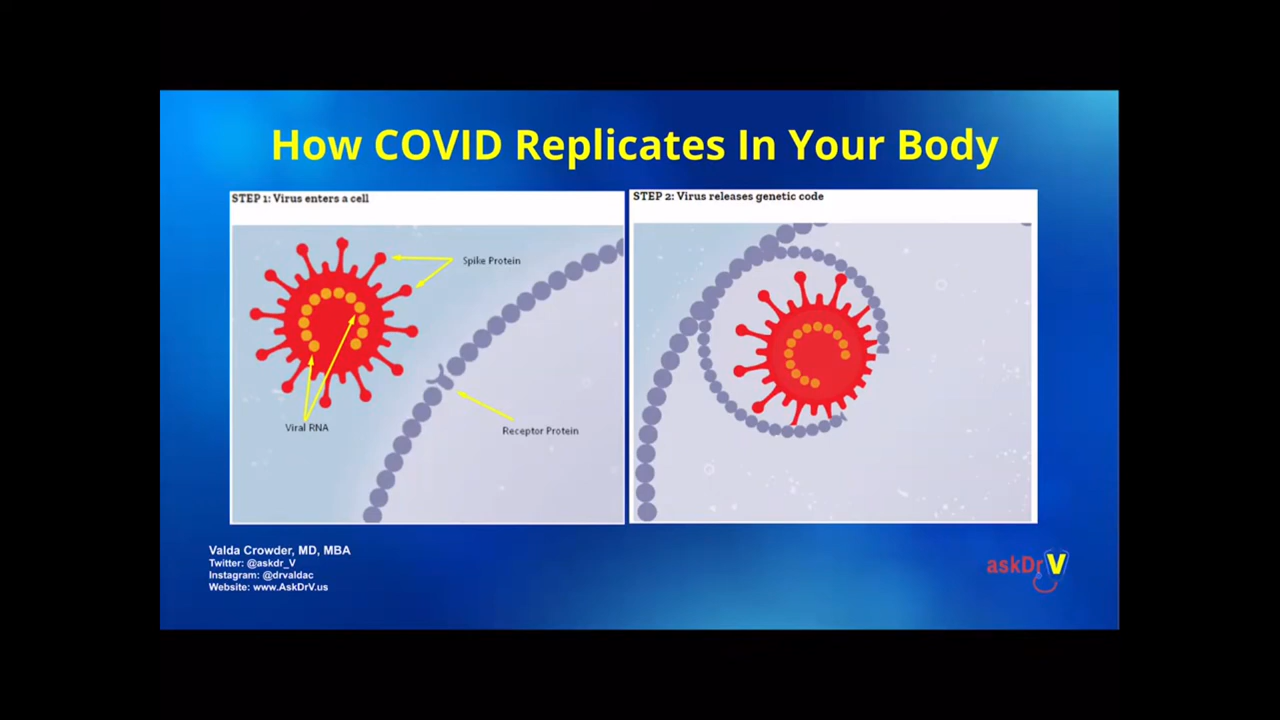 How COVID Replicates In Your Body
STEP 1: Virus enters a cell
Spike Protein
Viral RNA
Receptor Protein
STEP 2: Virus releases genetic code
Valda Crowder, MD, MBA
Twitter: @askdr_V
Instagram: @drvaldac
Website: www.AskDrV.us
askDrV